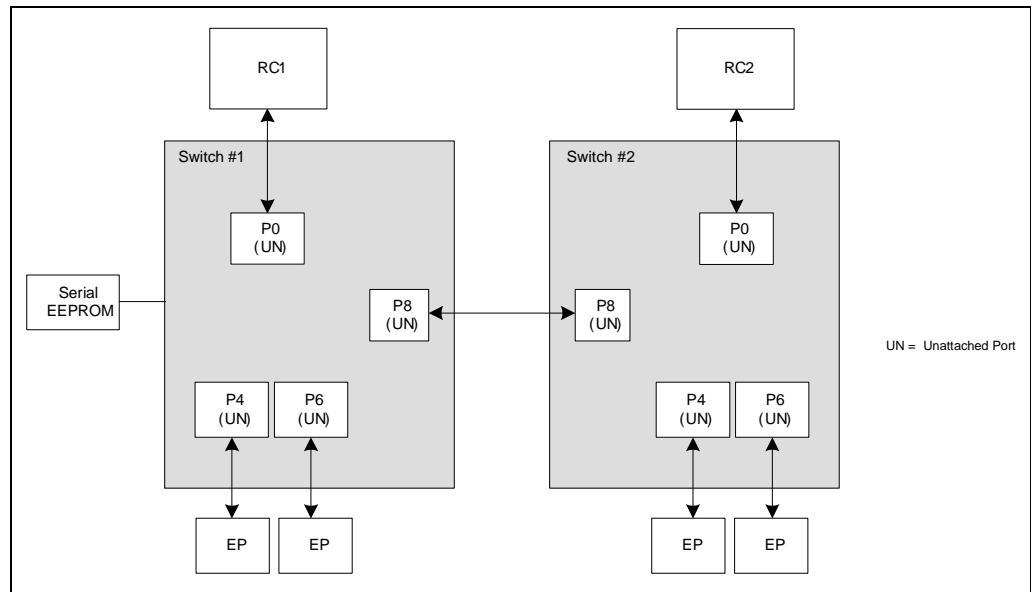 RC1
RC2
Switch #1
Switch #2
P0
(UN)
P0
(UN)
Serial
EEPROM
P8
(UN)
P8
(UN)
UN = Unattached Port
P4
(UN)
P6
(UN)
P4
(UN)
P6
(UN)
EP
EP
EP
EP